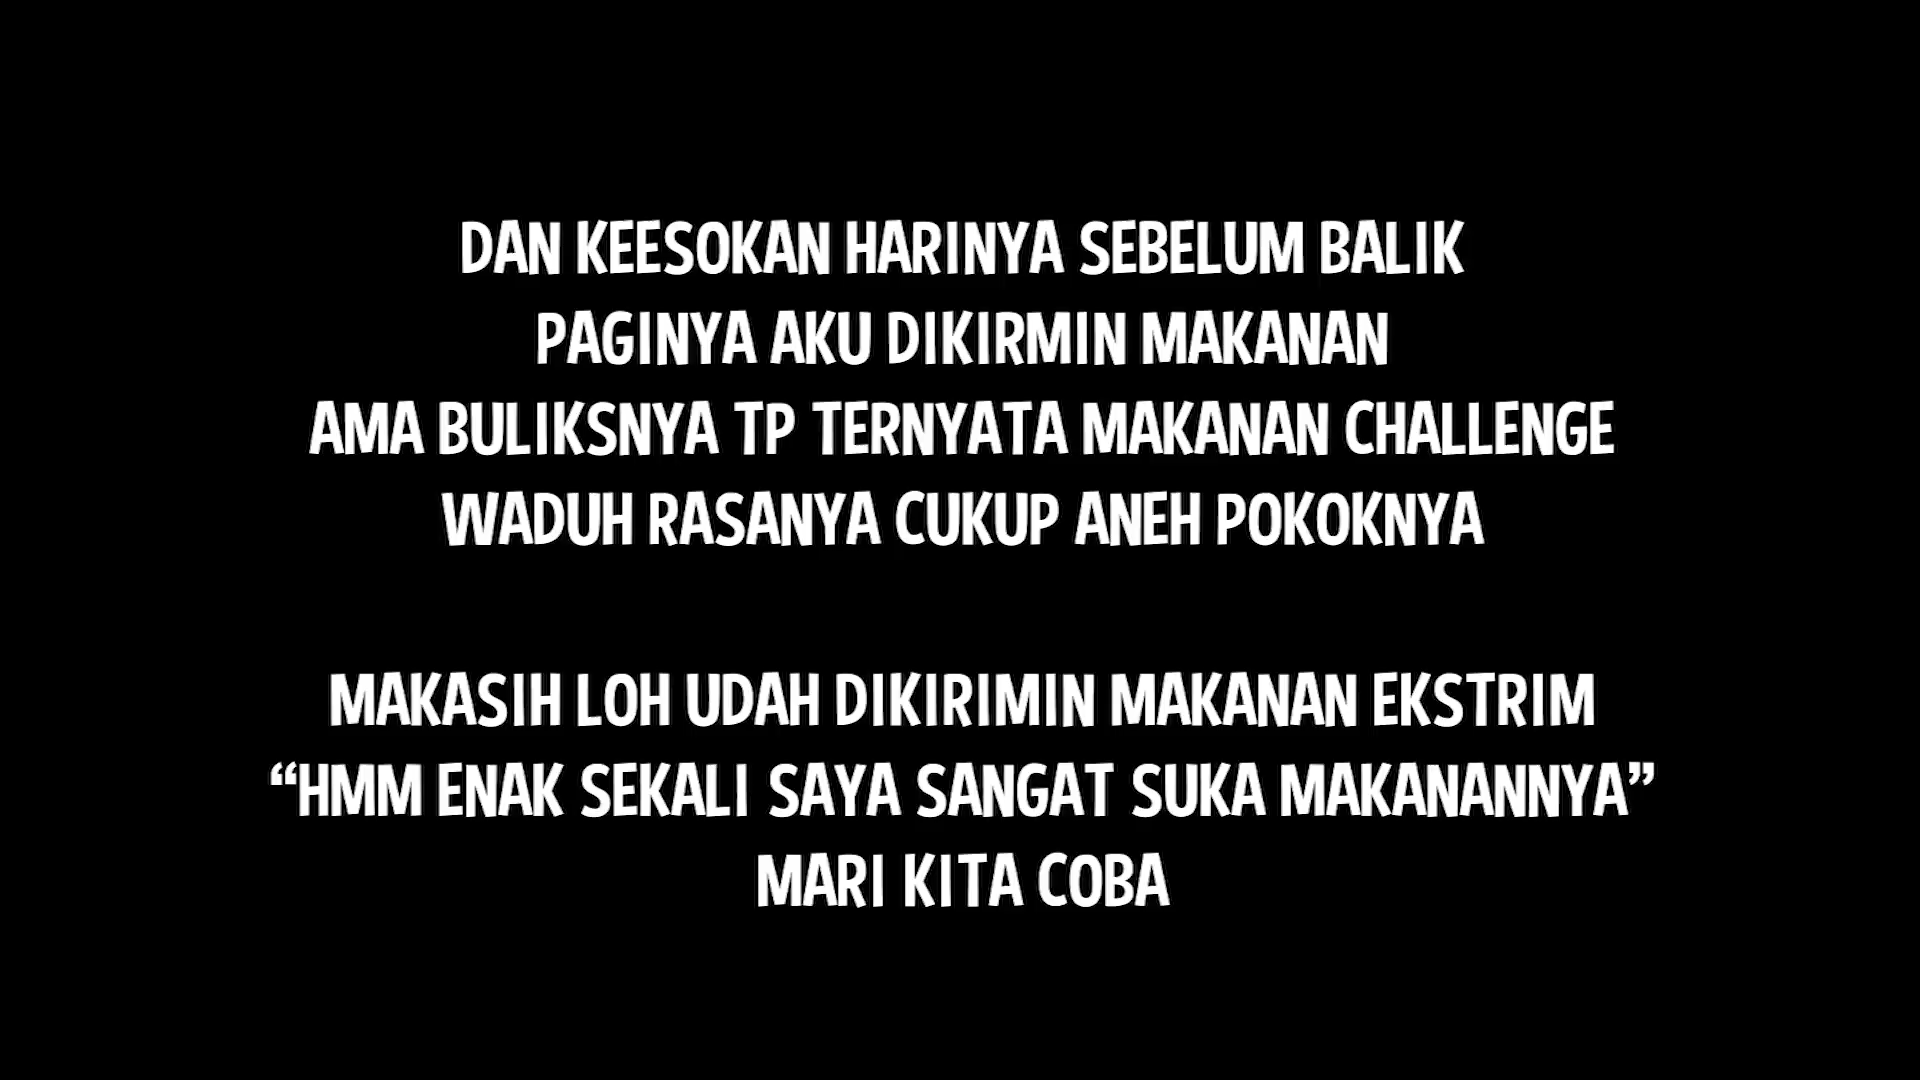 DAN KEESOKAN HARINYA SEBELUM BALIK
PAGINYA AKU DIKIRMIN MAKANAN
AMA BULIKSNYA TP TERNYATA MAKANAN CHALLENGE
WADUH RASANYA CUKUP ANEH POKOKNYA
MAKASIH LOH UDAH DIKIRIMIN MAKANAN EKSTRIM
“HMM ENAK SEKALI SAYA SANGAT SUKA MAKANANNYA”
MARI KITA COBA